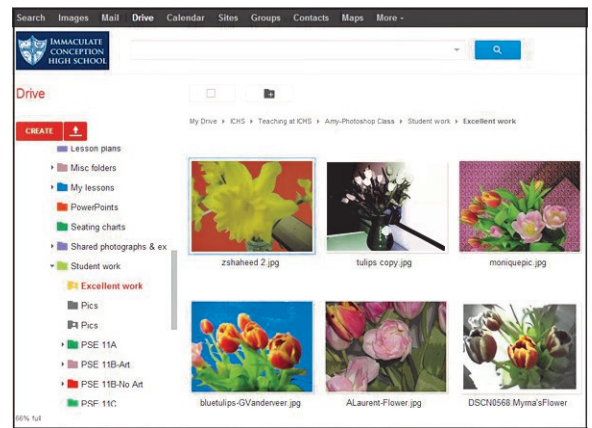 Search Images Mail Drive Calendar Sites Groups Contacts Maps More
IMMACULATE
CONCEPTION
HIGH SCHOOL
Drive
CREATE
My Drive ICHS Teaching at ICHS Amy-Photoshop Class Student work Excellent work
Lesson plans
Misc folders
My lessons
PowerPoints
Seating charts
Shared photographs & ex
Student work
Excellent work
Pics
Pics
PSE 11A
PSE 11B-Art
PSE 11B-No Art
PSE 11C
66% full
zshaheed 2.jpg tulips copy.jpg moniquepic.jpg
bluetulips-GVanderveer.jpg ALaurent-Flower.jpg DSCN0568.Myrna'sFlower